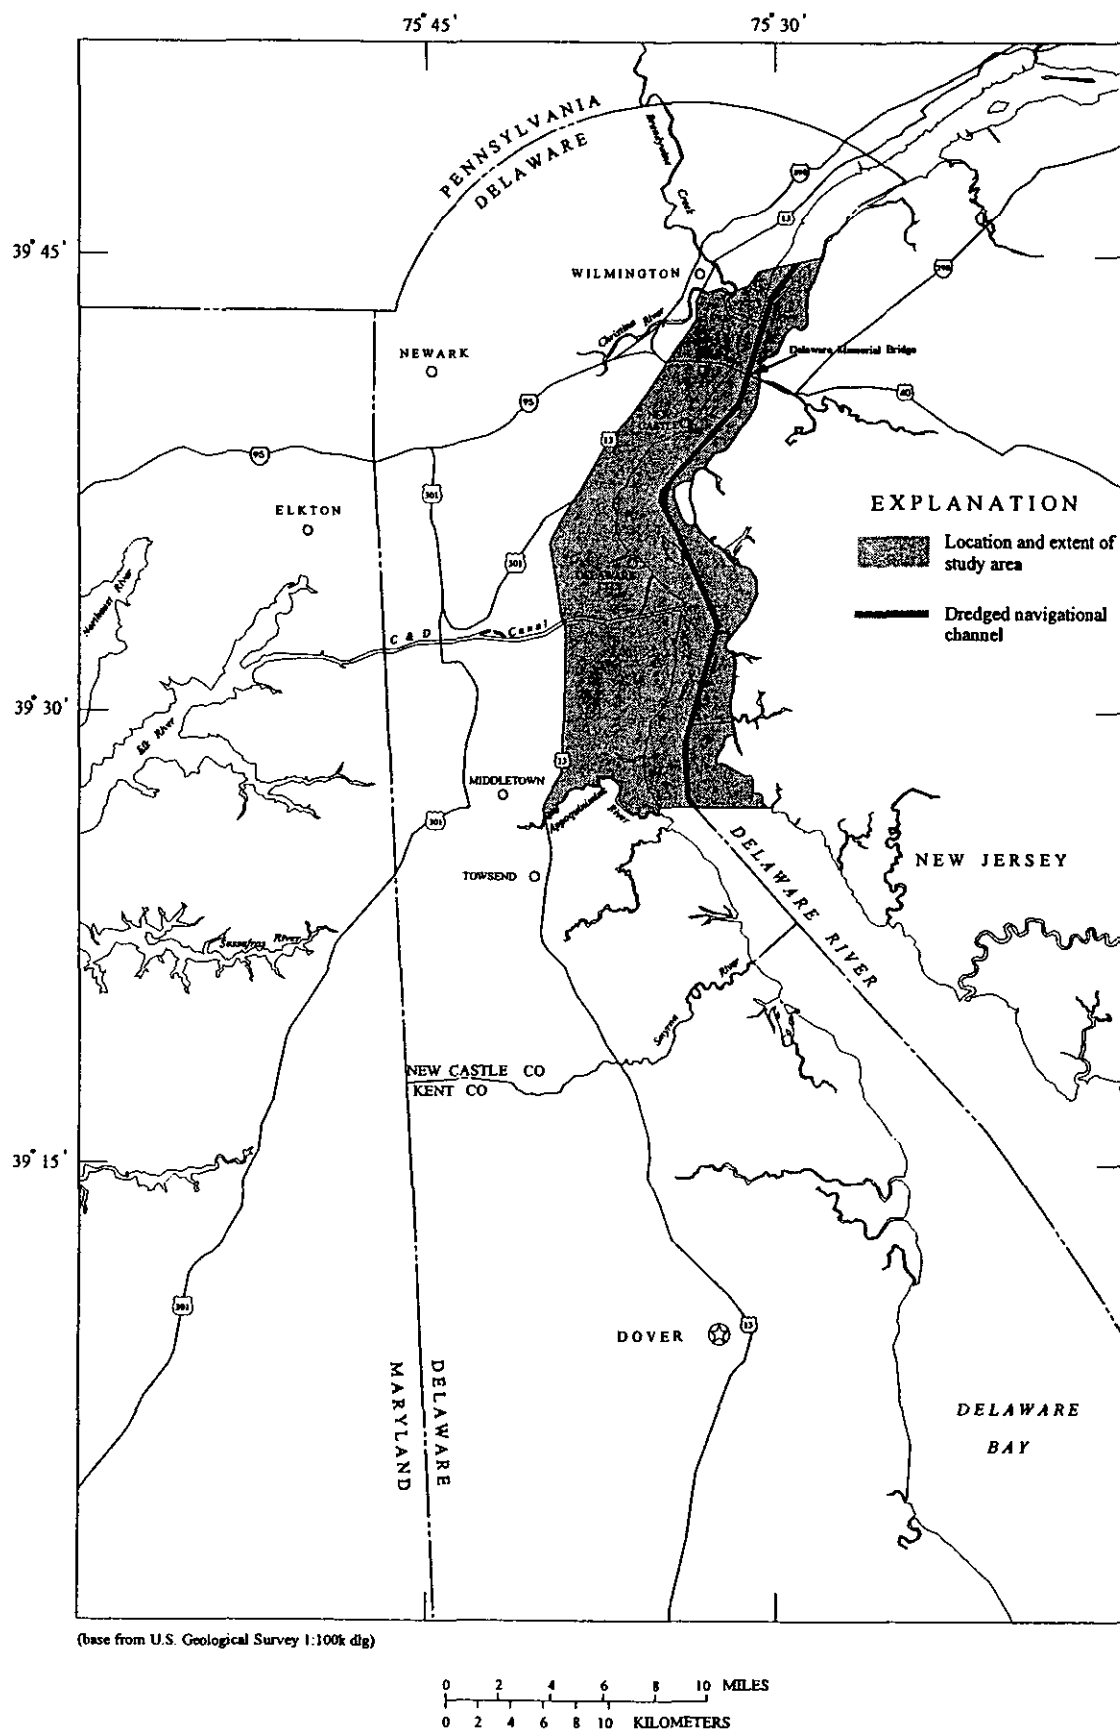 75° 45'
75° 30'
PENNSYLVANIA
DELAWARE
Brandywine
Creek
39° 45'
WILMINGTON
13
Christina River
NEWARK
Delaware Memorial Bridge
95
40
13
95
301
ELKTON
EXPLANATION
Location and extent of
study area
301
Northeast River
Dredged navigational
channel
C & D Canal
39° 30'
Elk River
13
MIDDLETOWN
301
Appoquinimink
River
DELAWARE RIVER
NEW JERSEY
TOWSEND
Sassafras River
Smyrna River
NEW CASTLE CO
KENT CO
39° 15'
301
13
DOVER
MARYLAND
DELAWARE
DELAWARE
BAY
(base from U.S. Geological Survey 1:100k dlg)
0 2 4 6 8 10 MILES
0 2 4 6 8 10 KILOMETERS